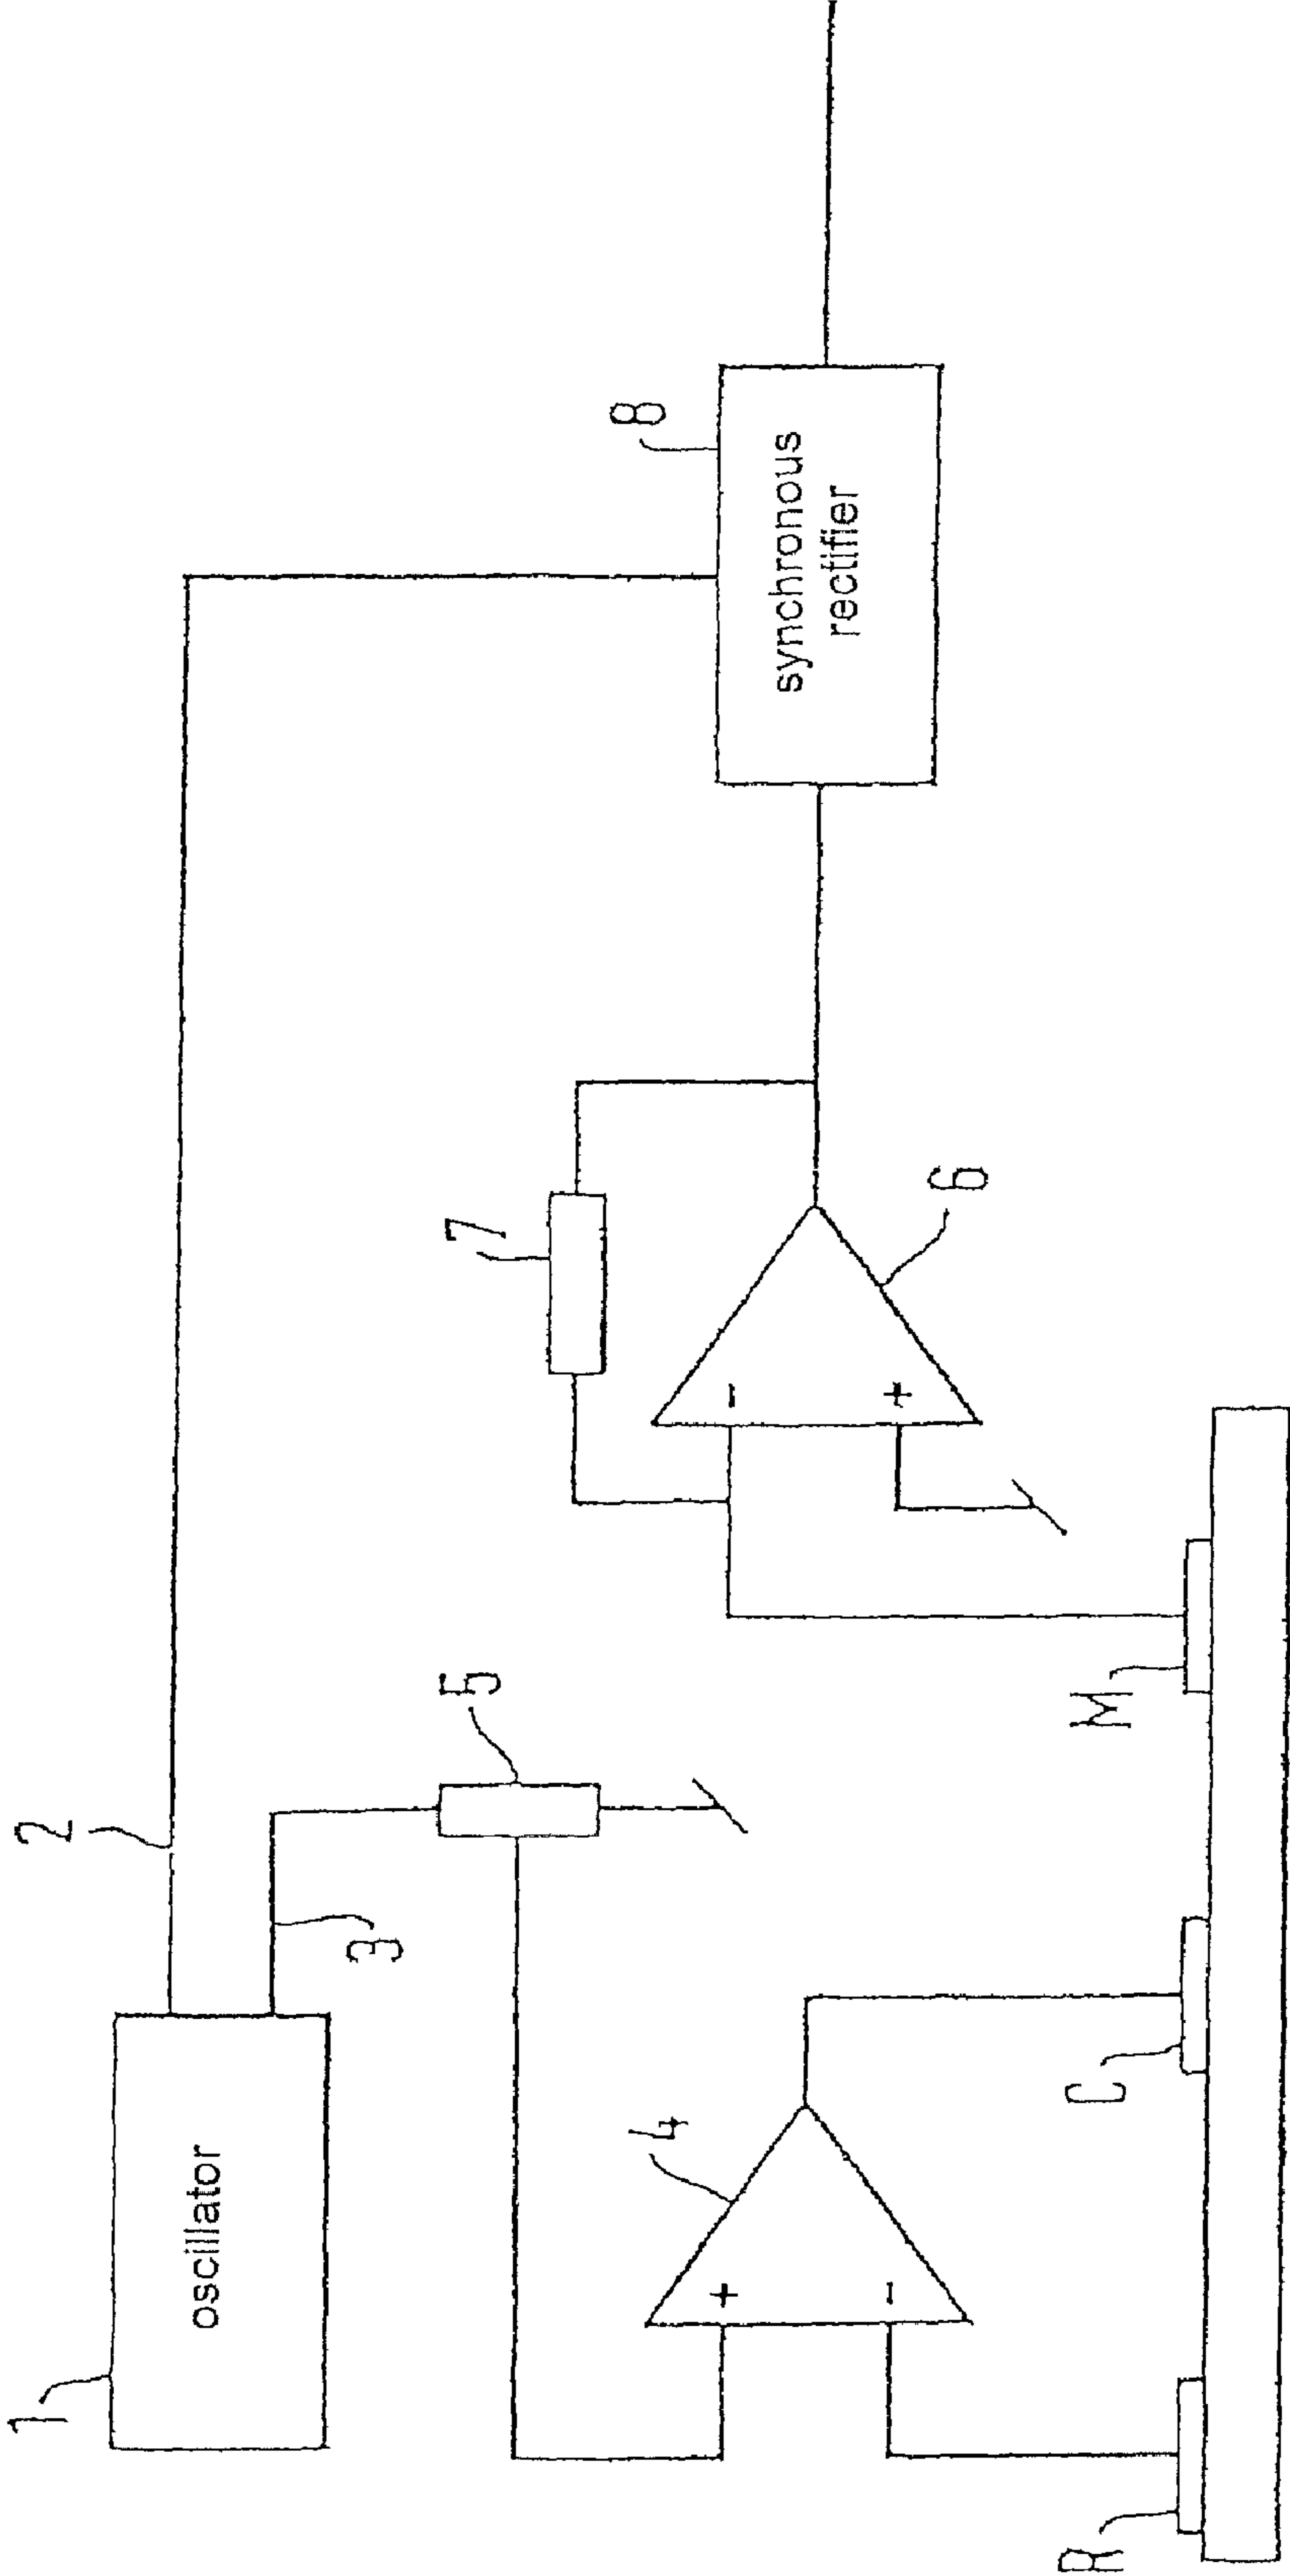 1
oscillator
2
3
4
+
-
5
6
-
+
7
8
synchronous
rectifier
R
C
M